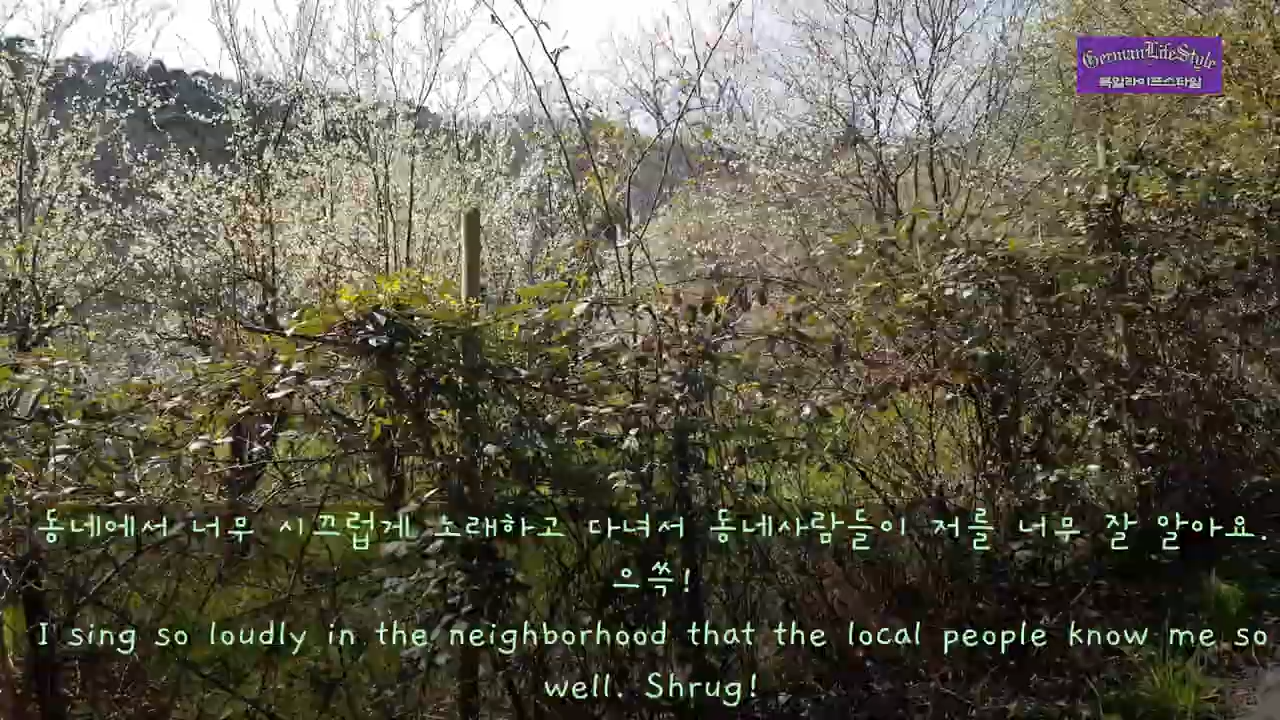 GermanLifeStyle
독일라이프스타일
동네에서 너무 시끄럽게 노래하고 다녀서 동네사람들이 저를 너무 잘 알아요.
으쓱!
I sing so loudly in the neighborhood that the local people know me so
well. Shrug!